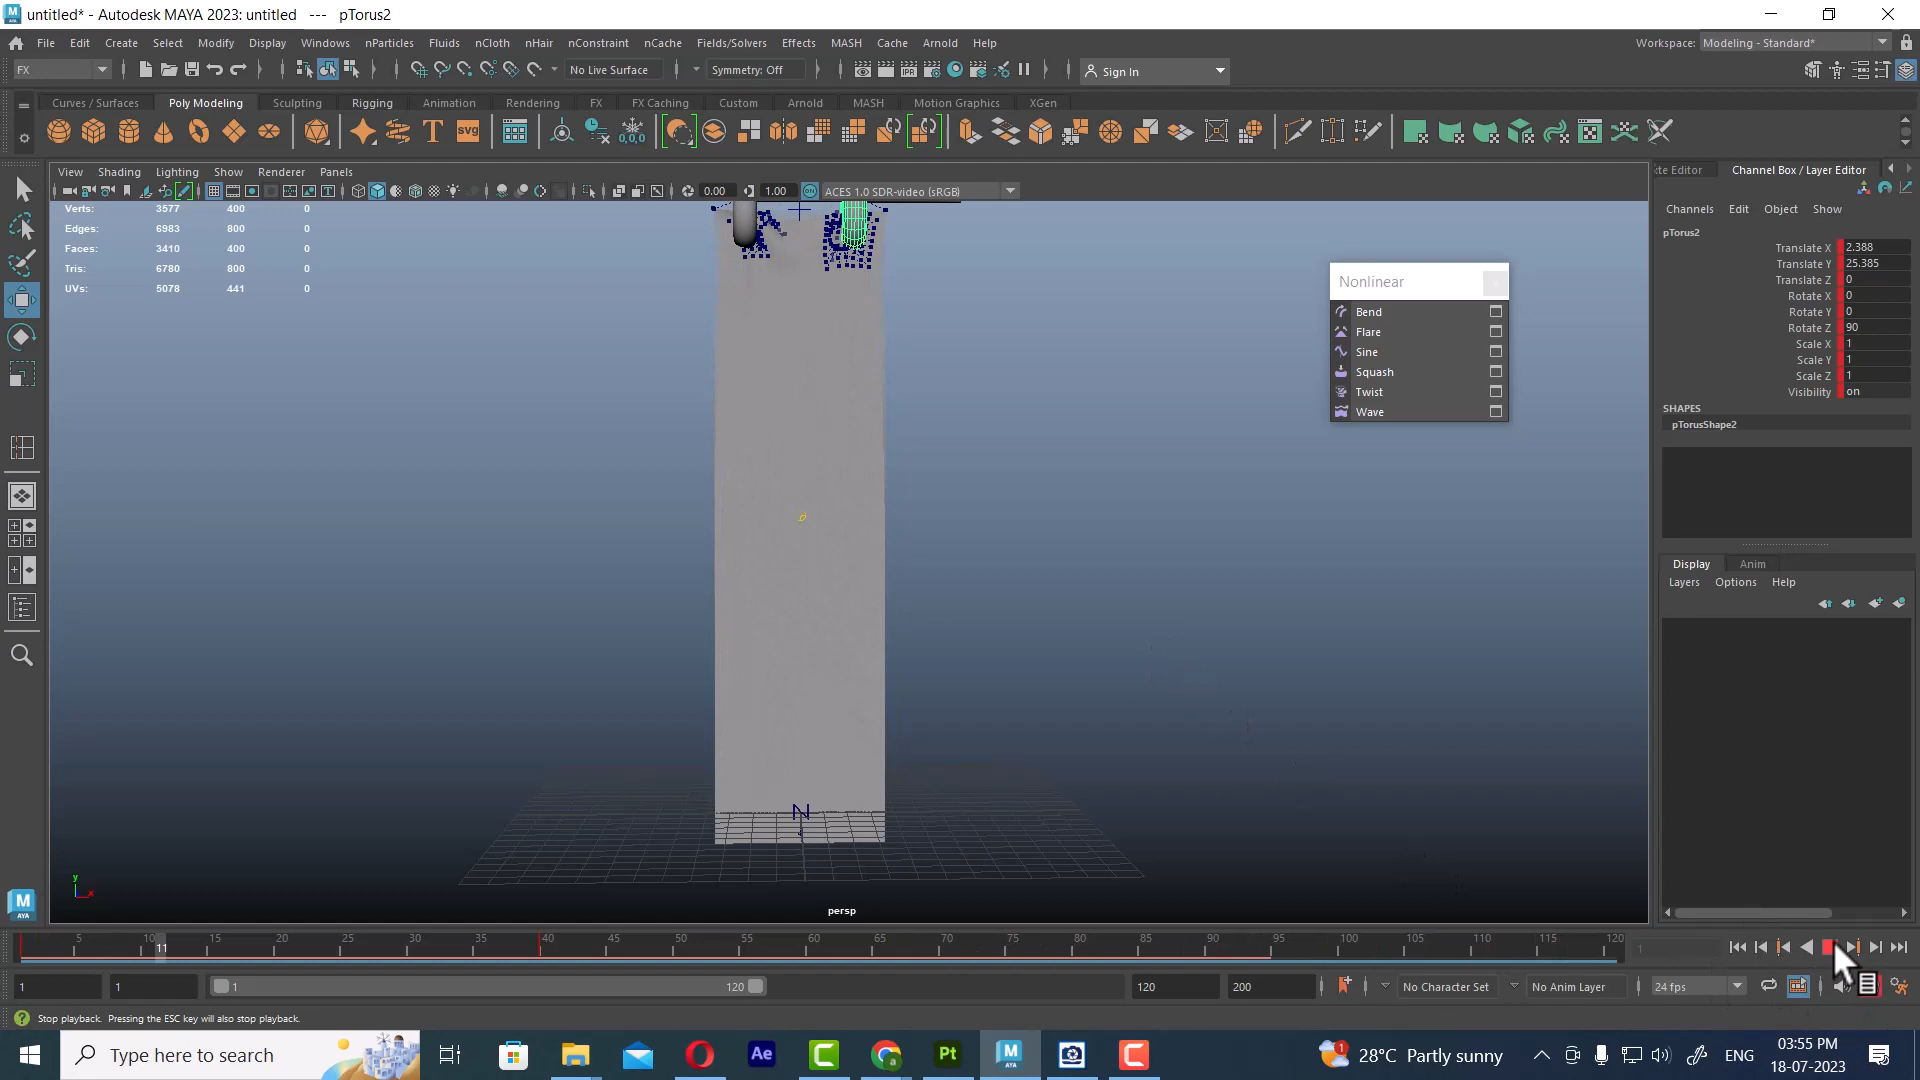 untitled* - Autodesk MAYA 2023: untitled --- pTorus2
File Edit Create Select Modify Display Windows nParticles Fluids nCloth nHair nConstraint nCache Fields/Solvers Effects MASH Cache Arnold Help
Workspace: Modeling - Standard*
FX No Live Surface Symmetry: Off IPR Sign In
Curves / Surfaces Poly Modeling Sculpting Rigging Animation Rendering FX FX Caching Custom Arnold MASH Motion Graphics XGen
SVG 0,0,0
View Shading Lighting Show Renderer Panels
0.00 1.00 ACES 1.0 SDR-video (sRGB)
Verts: 3577 400 0
Edges: 6983 800 0
Faces: 3410 400 0
Tris: 6780 800 0
UVs: 5078 441 0
Nonlinear
Bend
Flare
Sine
Squash
Twist
Wave
Channel Box / Layer Editor
Channels Edit Object Show
pTorus2
Translate X 2.388
Translate Y 25.385
Translate Z 0
Rotate X 0
Rotate Y 0
Rotate Z 90
Scale X 1
Scale Y 1
Scale Z 1
Visibility on
SHAPES
pTorusShape2
Display Anim
Layers Options Help
y
x
N
persp
MAYA
5 10 11 15 20 25 30 35 40 45 50 55 60 65 70 75 80 85 90 95 100 105 110 115 120 1
1 1 1 120 120 200 No Character Set No Anim Layer 24 fps
Stop playback. Pressing the ESC key will also stop playback.
Type here to search Ae Pt 28°C Partly sunny ENG
03:55 PM
18-07-2023